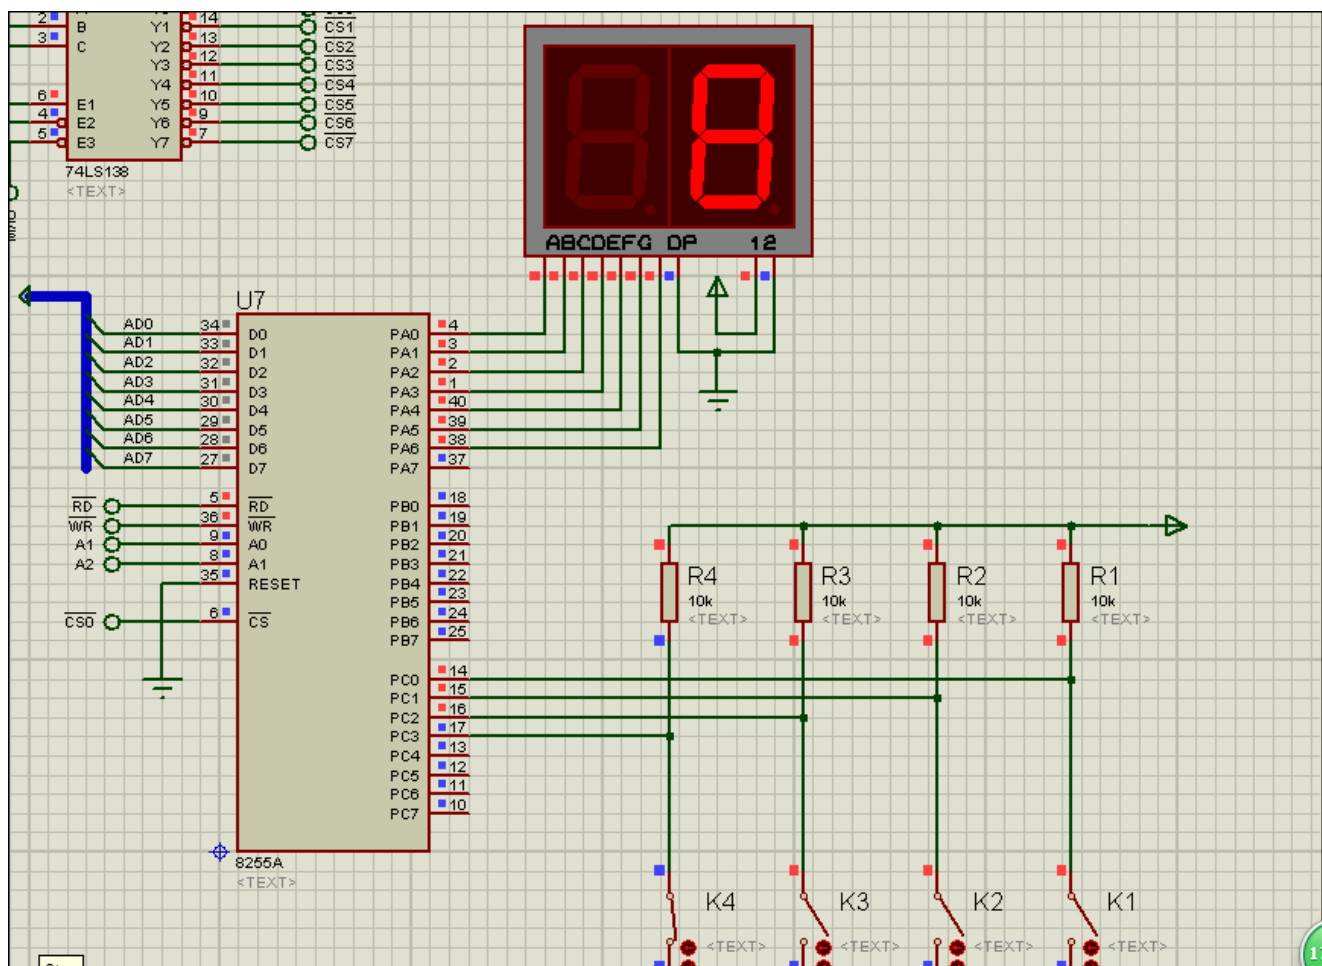 2 B Y1 14 CS1
3 C Y2 13 CS2
Y3 12 CS3
Y4 11 CS4
6 E1 Y5 10 CS5
4 E2 Y6 9 CS6
5 E3 Y7 7 CS7
74LS138
<TEXT>
ABCDEFG DP 12
U7
AD0 34 D0 PA0 4
AD1 33 D1 PA1 3
AD2 32 D2 PA2 2
AD3 31 D3 PA3 1
AD4 30 D4 PA4 40
AD5 29 D5 PA5 39
AD6 28 D6 PA6 38
AD7 27 D7 PA7 37
RD 5 RD PB0 18
WR 36 WR PB1 19
A1 9 A0 PB2 20
A2 8 A1 PB3 21
35 RESET PB4 22
PB5 23
CS0 6 CS PB6 24
PB7 25
R4 R3 R2 R1
10k 10k 10k 10k
<TEXT> <TEXT> <TEXT> <TEXT>
PC0 14
PC1 15
PC2 16
PC3 17
PC4 13
PC5 12
PC6 11
PC7 10
8255A
<TEXT>
K4 K3 K2 K1
<TEXT> <TEXT> <TEXT> <TEXT>